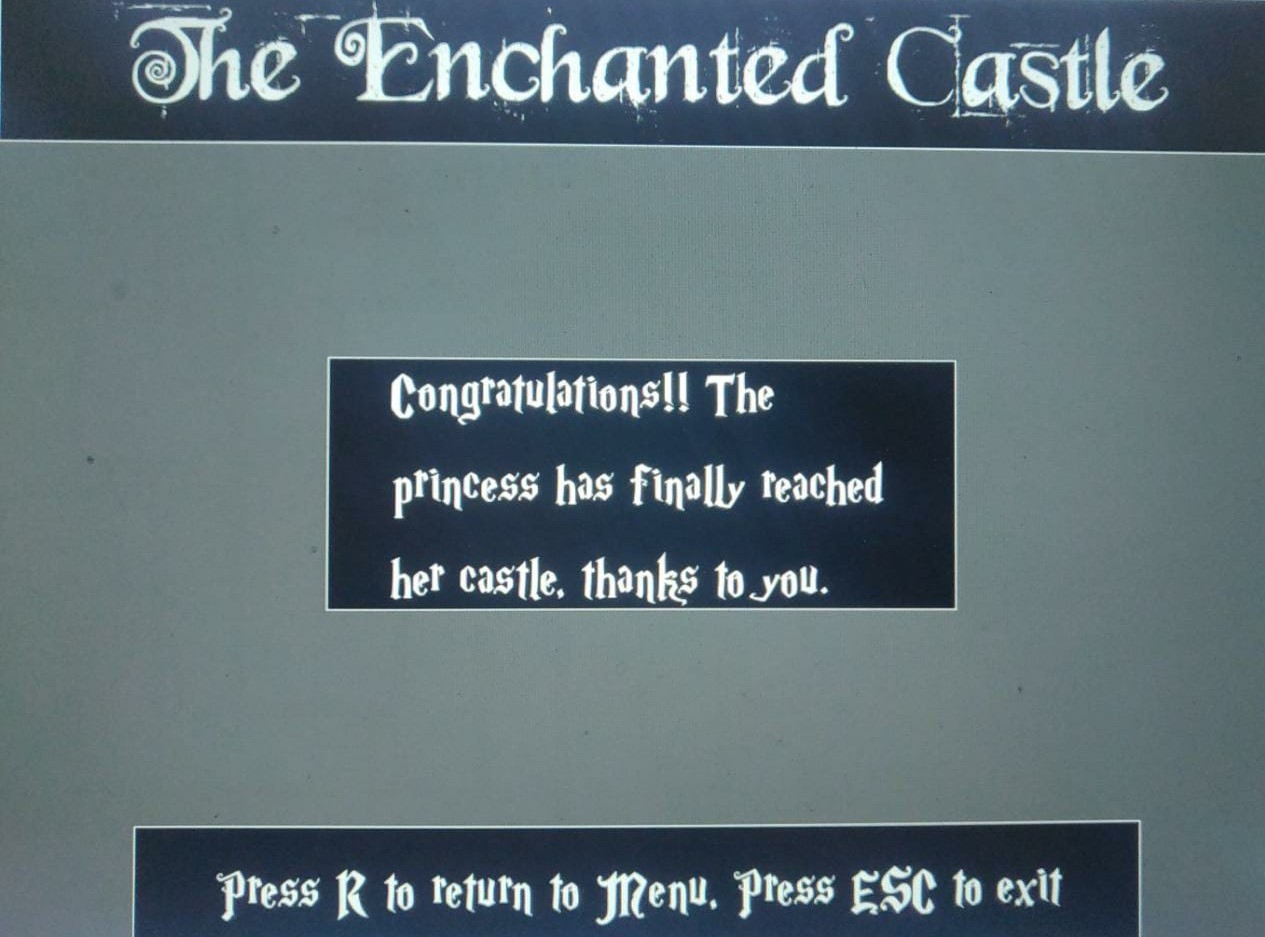 The Enchanted Castle
Congratulations!! The
princess has finally reached
her castle, thanks to you.
Press R to return to Menu, Press ESC to exit